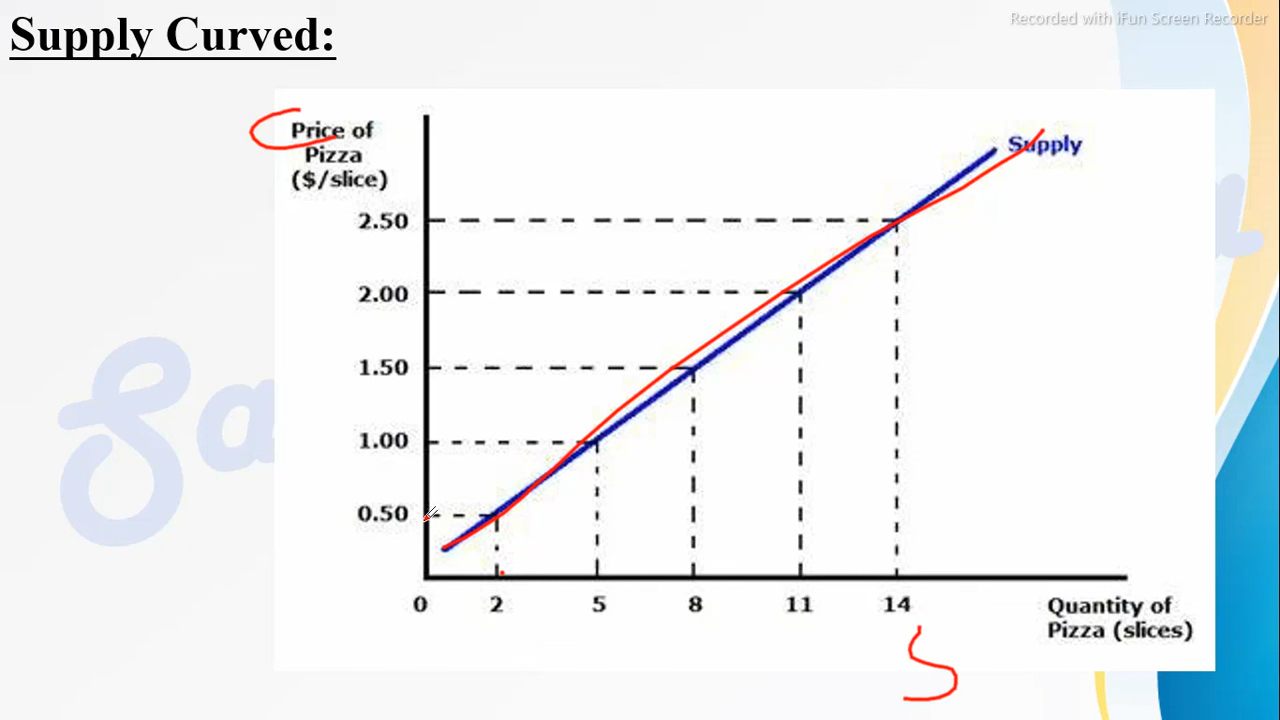 Supply Curved:
Recorded with iFun Screen Recorder
Price of
Pizza
($/slice)
Supply
2.50
2.00
1.50
1.00
0.50
0 2 5 8 11 14
Quantity of
Pizza (slices)
S